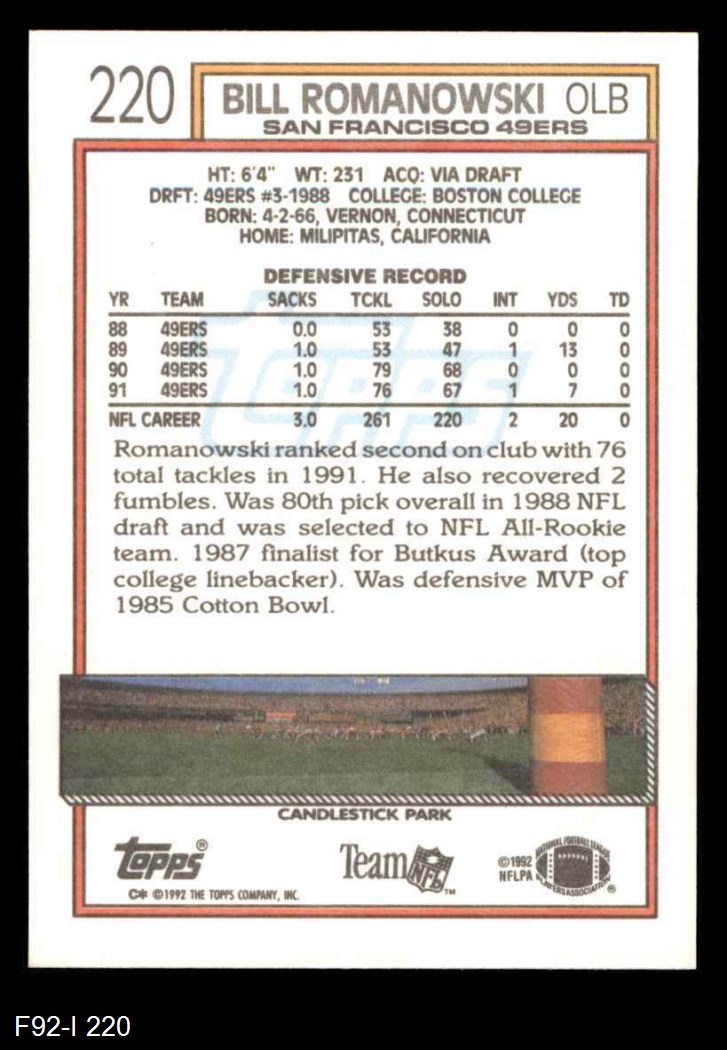 220
BILL ROMANOWSKI OLB
SAN FRANCISCO 49ERS
HT: 6'4" WT: 231 ACQ: VIA DRAFT
DRFT: 49ERS #3-1988 COLLEGE: BOSTON COLLEGE
BORN: 4-2-66, VERNON, CONNECTICUT
HOME: MILIPITAS, CALIFORNIA
DEFENSIVE RECORD
YR TEAM SACKS TCKL SOLO INT YDS TD
88 49ERS 0.0 53 38 0 0 0
89 49ERS 1.0 53 47 1 13 0
90 49ERS 1.0 79 68 0 0 0
91 49ERS 1.0 76 67 1 7 0
NFL CAREER 3.0 261 220 2 20 0
topps
Romanowski ranked second on club with 76
total tackles in 1991. He also recovered 2
fumbles. Was 80th pick overall in 1988 NFL
draft and was selected to NFL All-Rookie
team. 1987 finalist for Butkus Award (top
college linebacker). Was defensive MVP of
1985 Cotton Bowl.
CANDLESTICK PARK
topps®
Team NFL™
©1992
NFLPA
NATIONAL FOOTBALL LEAGUE
PLAYERS ASSOCIATION ®
C* ©1992 THE TOPPS COMPANY, INC.
F92-I 220